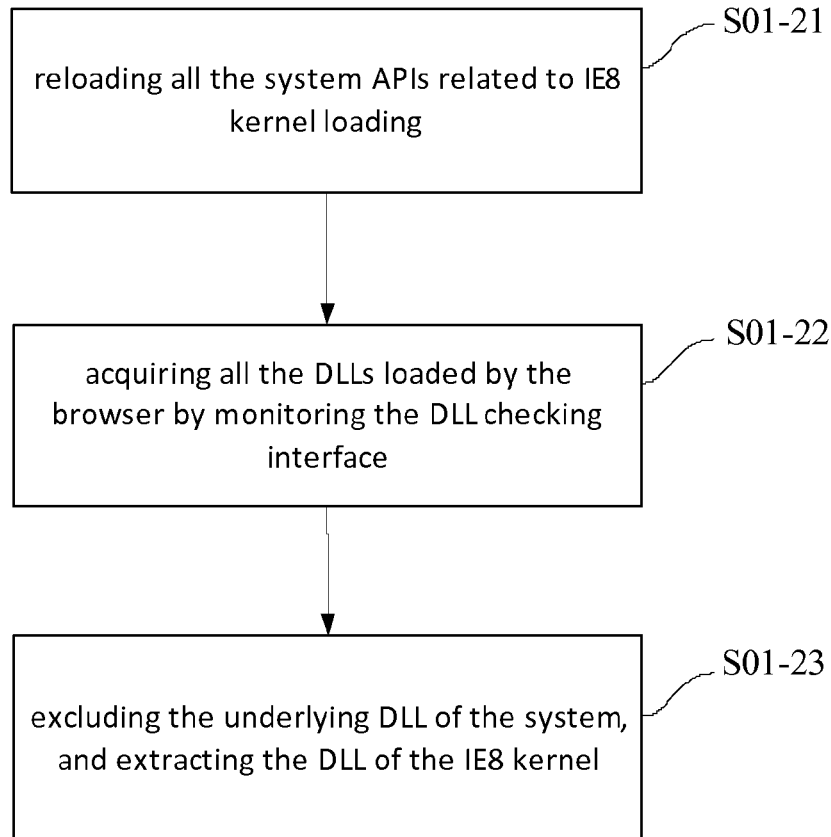 S01-21
reloading all the system APIs related to IE8
kernel loading
S01-22
acquiring all the DLLs loaded by the
browser by monitoring the DLL checking
interface
S01-23
excluding the underlying DLL of the system,
and extracting the DLL of the IE8 kernel